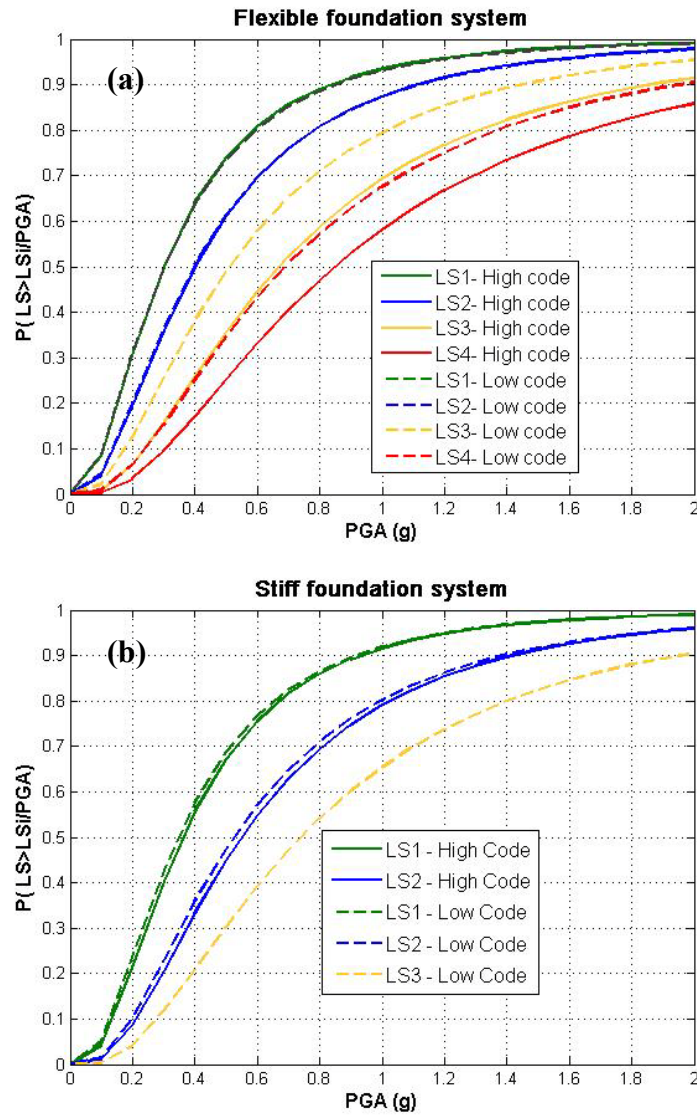 Flexible foundation system
(a)
P( LS>LSi/PGA)
1
0.9
0.8
0.7
0.6
0.5
0.4
0.3
0.2
0.1
0
LS1- High code
LS2- High code
LS3- High code
LS4- High code
LS1- Low code
LS2- Low code
LS3- Low code
LS4- Low code
0 0.2 0.4 0.6 0.8 1 1.2 1.4 1.6 1.8 2
PGA (g)
Stiff foundation system
(b)
P( LS>LSi/PGA)
1
0.9
0.8
0.7
0.6
0.5
0.4
0.3
0.2
0.1
0
LS1 - High Code
LS2 - High Code
LS1 - Low Code
LS2 - Low Code
LS3 - Low Code
0 0.2 0.4 0.6 0.8 1 1.2 1.4 1.6 1.8 2
PGA (g)